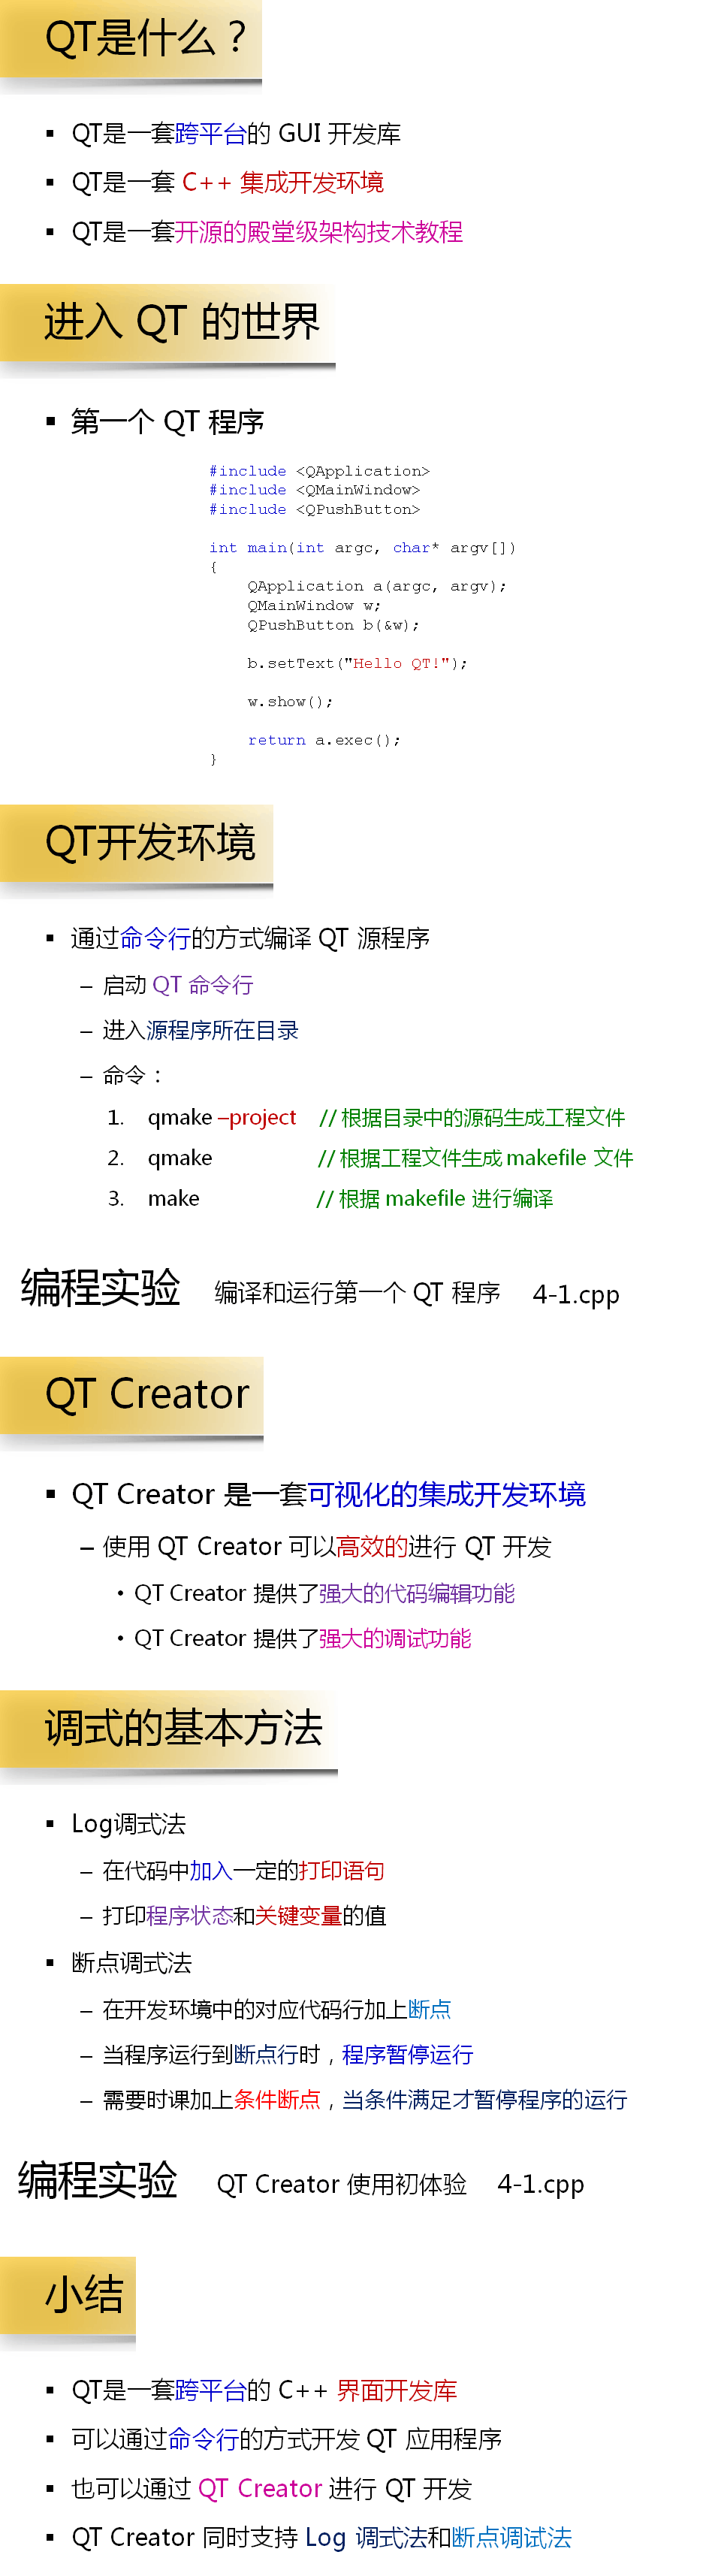 QT是什么？
▪ QT是一套跨平台的 GUI 开发库
▪ QT是一套 C++ 集成开发环境
▪ QT是一套开源的殿堂级架构技术教程
进入 QT 的世界
▪ 第一个 QT 程序
#include <QApplication>
#include <QMainWindow>
#include <QPushButton>
int main(int argc, char* argv[])
{
    QApplication a(argc, argv);
    QMainWindow w;
    QPushButton b(&w);
    b.setText("Hello QT!");
    w.show();
    return a.exec();
}
QT开发环境
▪ 通过命令行的方式编译 QT 源程序
– 启动 QT 命令行
– 进入源程序所在目录
– 命令：
1. qmake –project // 根据目录中的源码生成工程文件
2. qmake // 根据工程文件生成 makefile 文件
3. make // 根据 makefile 进行编译
编程实验 编译和运行第一个 QT 程序 4-1.cpp
QT Creator
▪ QT Creator 是一套可视化的集成开发环境
– 使用 QT Creator 可以高效的进行 QT 开发
• QT Creator 提供了强大的代码编辑功能
• QT Creator 提供了强大的调试功能
调式的基本方法
▪ Log调式法
– 在代码中加入一定的打印语句
– 打印程序状态和关键变量的值
▪ 断点调式法
– 在开发环境中的对应代码行加上断点
– 当程序运行到断点行时，程序暂停运行
– 需要时课加上条件断点，当条件满足才暂停程序的运行
编程实验 QT Creator 使用初体验 4-1.cpp
小结
▪ QT是一套跨平台的 C++ 界面开发库
▪ 可以通过命令行的方式开发 QT 应用程序
▪ 也可以通过 QT Creator 进行 QT 开发
▪ QT Creator 同时支持 Log 调式法和断点调试法